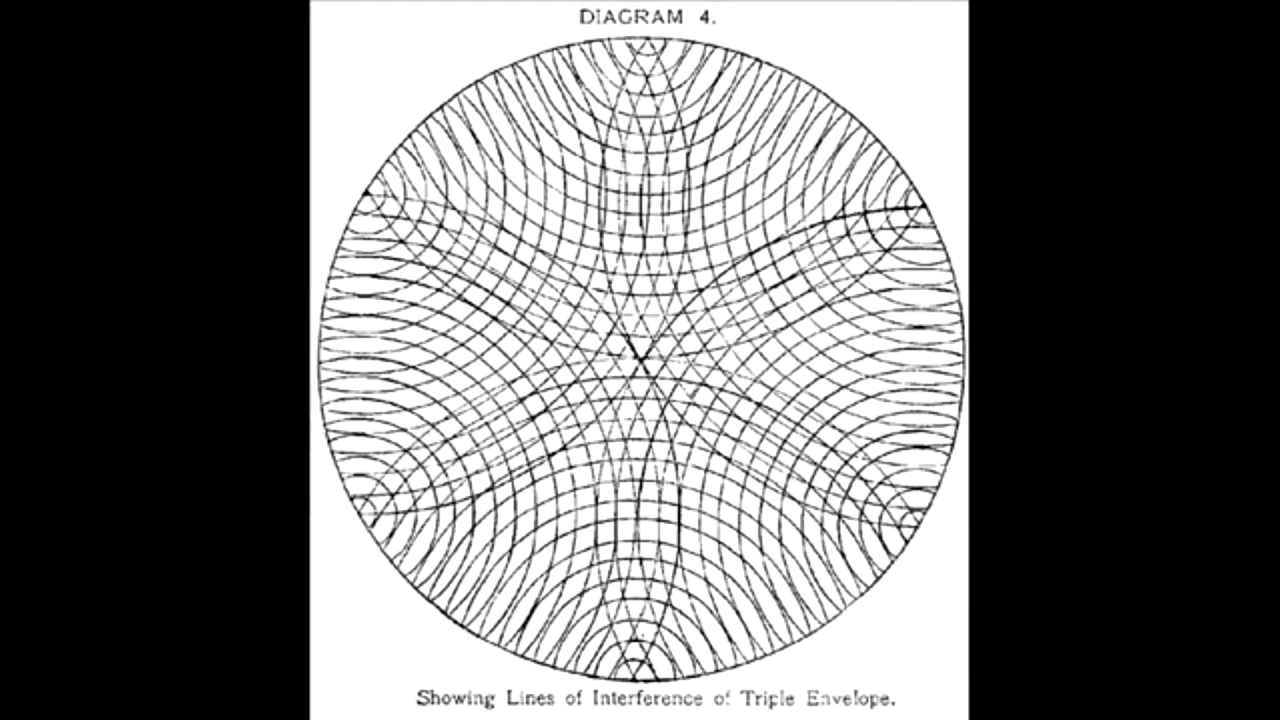 DIAGRAM 4.
Showing Lines of Interference of Triple Envelope.